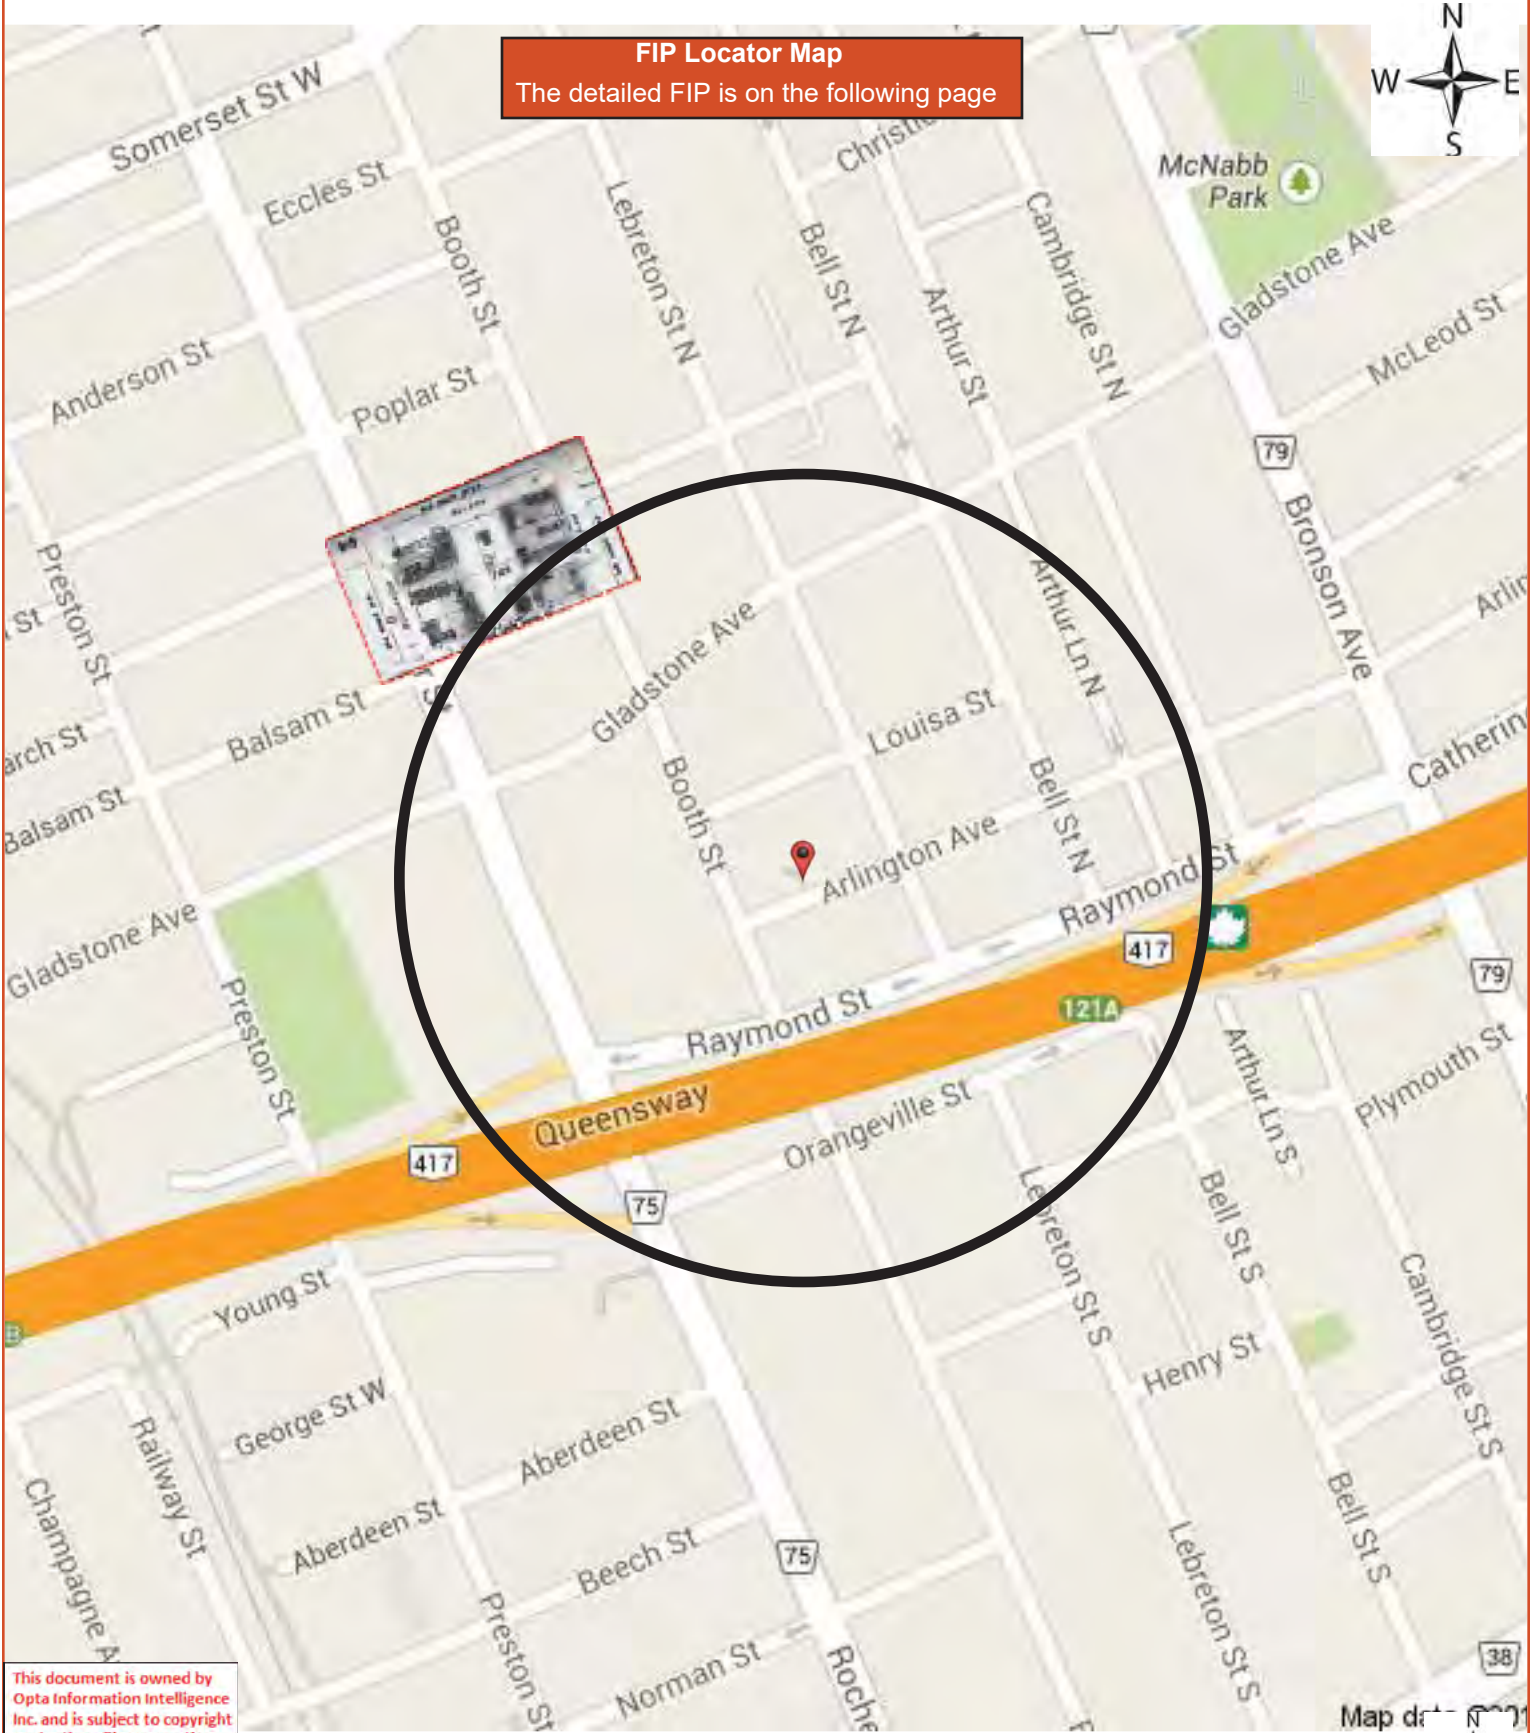 FIP Locator Map
The detailed FIP is on the following page
N
W
E
S
Somerset St W
Eccles St
Booth St
Lebreton St N
Bell St N
Cambridge St N
Arthur St
McNabb
Park
Gladstone Ave
McLeod St
Anderson St
Poplar St
79
Bronson Ave
Preston St
St
Arthur Ln N
Gladstone Ave
Balsam St
Louisa St
Balsam St
Booth St
Bell St N
Arlington Ave
Raymond St
Gladstone Ave
417
79
Preston St
Raymond St
121A
Arthur Ln S
Plymouth St
Queensway
Orangeville St
417
75
Lebreton St S
Bell St S
Young St
B
Cambridge St S
Henry St
George St W
Railway St
Aberdeen St
Aberdeen St
Bell St S
Beech St
75
Lebreton St S
Preston St
Norman St
38
This document is owned by
Opta Information Intelligence
Inc. and is subject to copyright
Map
N